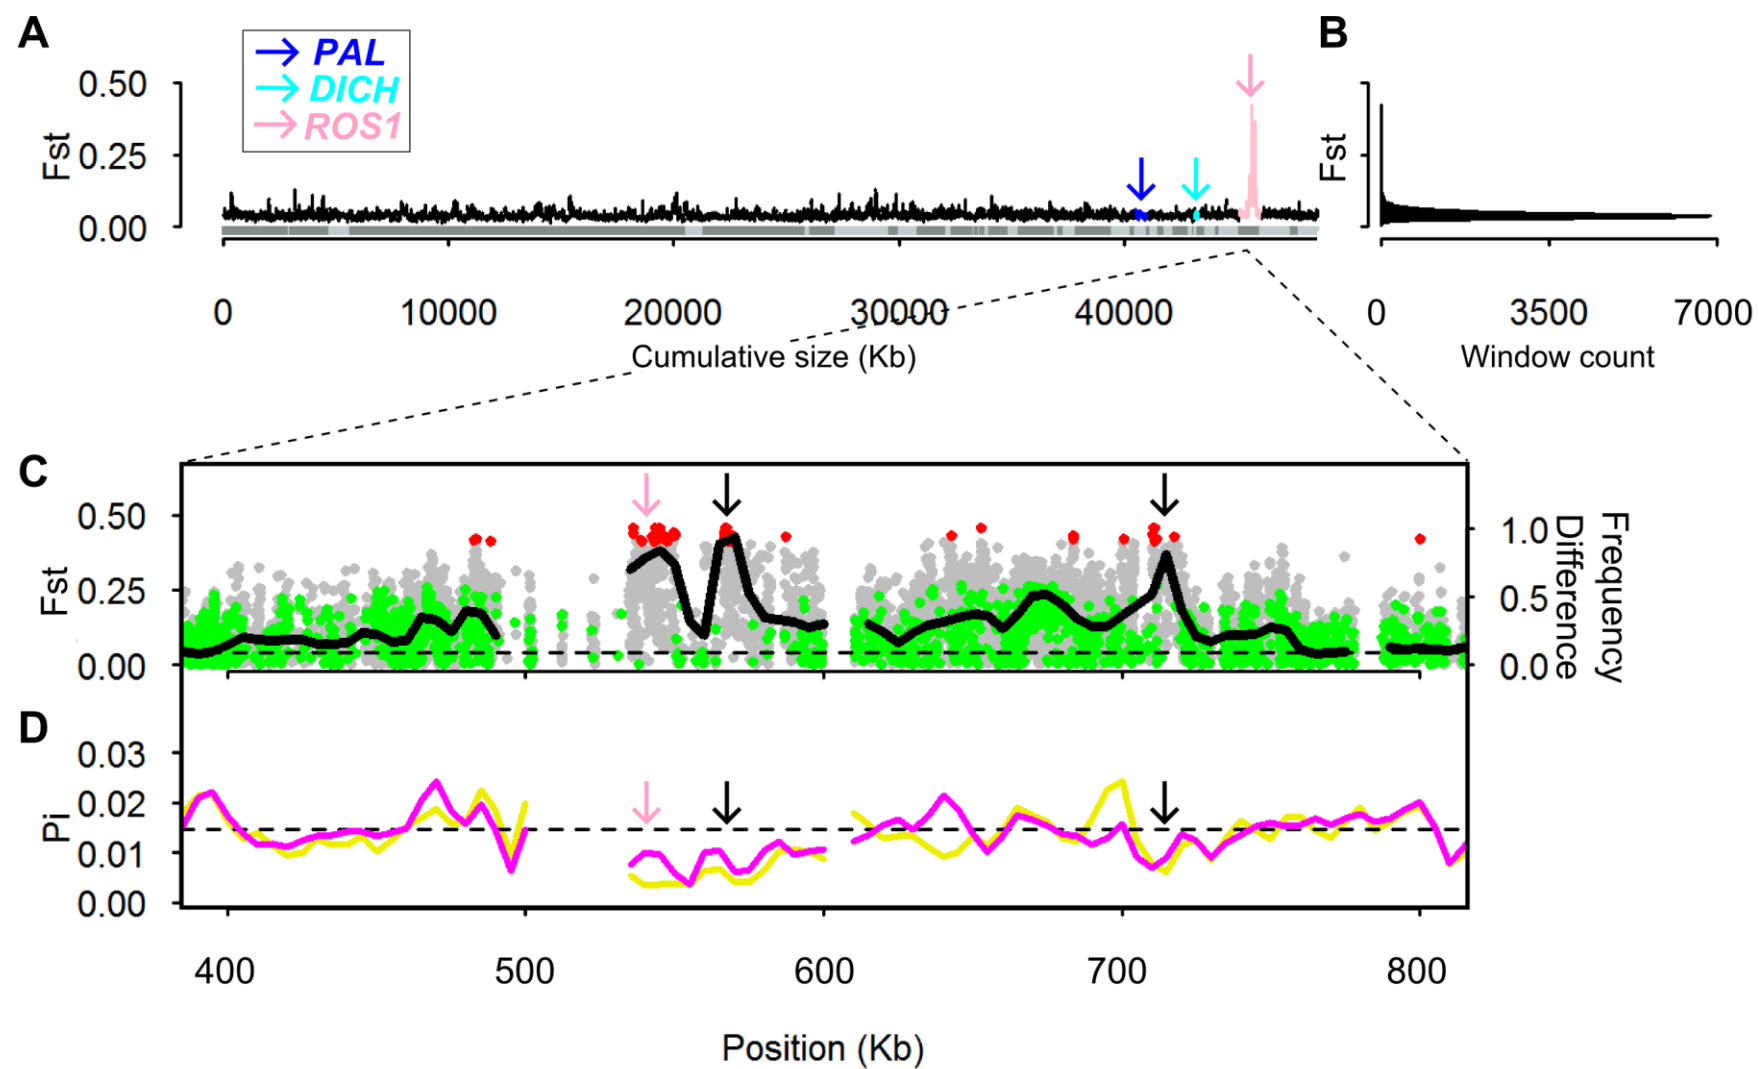 A
B
PAL
DICH
ROS1
0.50
0.25
0.00
Fst
Fst
0
10000
20000
30000
40000
0
3500
7000
Cumulative size (Kb)
Window count
C
0.50
0.25
0.00
Fst
1.0
0.5
0.0
Frequency
Difference
D
0.03
0.02
0.01
0.00
Pi
400
500
600
700
800
Position (Kb)